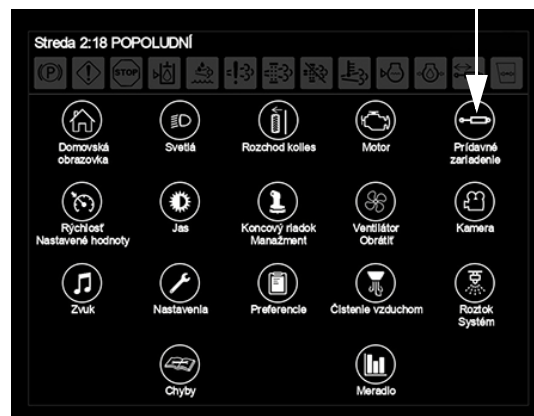 Streda 2:18 POPOLUDNÍ
(P) STOP
Domovská
obrazovka
Svetlá
Rozchod kolies
Motor
Prídavné
zariadenie
Rýchlosť
Nastavené hodnoty
Jas
Koncový riadok
Manažment
Ventilátor
Obrátiť
Kamera
Zvuk
Nastavenia
Preferencie
Čistenie vzduchom
Roztok
Systém
Chyby
Meradlo